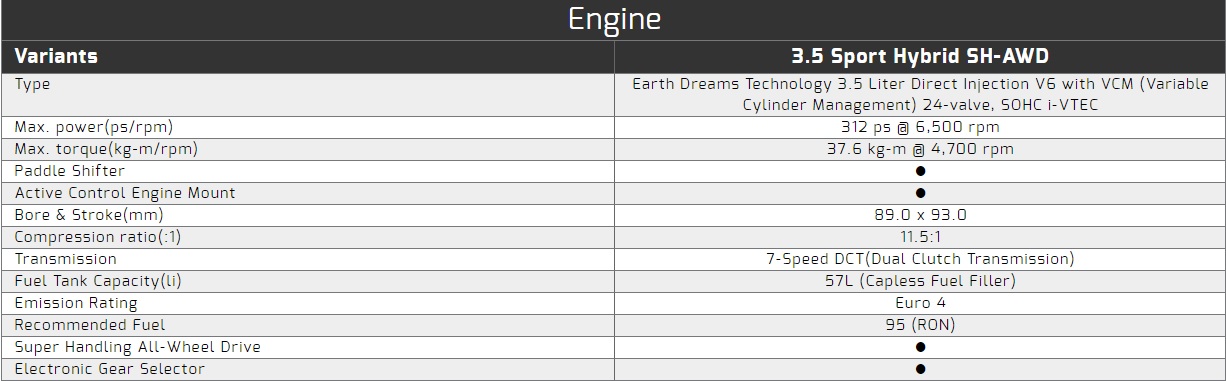 Engine
Variants 3.5 Sport Hybrid SH-AWD
Type Earth Dreams Technology 3.5 Liter Direct Injection V6 with VCM (Variable
Cylinder Management) 24-valve, SOHC i-VTEC
Max. power(ps/rpm) 312 ps @ 6,500 rpm
Max. torque(kg-m/rpm) 37.6 kg-m @ 4,700 rpm
Paddle Shifter ●
Active Control Engine Mount ●
Bore & Stroke(mm) 89.0 x 93.0
Compression ratio(:1) 11.5:1
Transmission 7-Speed DCT(Dual Clutch Transmission)
Fuel Tank Capacity(li) 57L (Capless Fuel Filler)
Emission Rating Euro 4
Recommended Fuel 95 (RON)
Super Handling All-Wheel Drive ●
Electronic Gear Selector ●